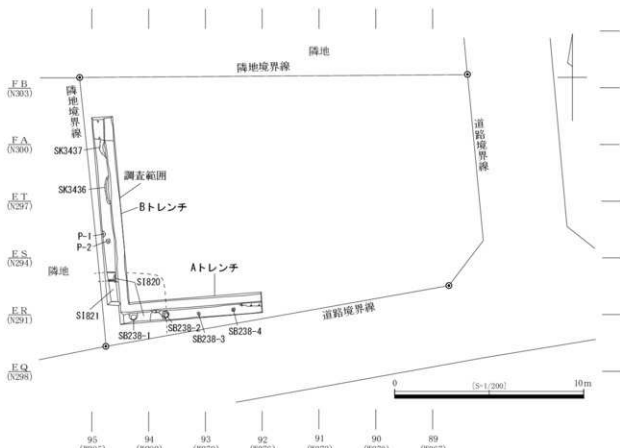 隣地
隣地境界線
FB
(N303)
隣地境界線
道路境界線
FA
(N300)
SK3437
調査範囲
SK3436
ET
(N297)
Bトレンチ
P-1
P-2
ES
(N294)
隣地
SI820
Aトレンチ
SI821
ER
(N291)
SB238-1
SB238-2
SB238-3
SB238-4
道路境界線
EQ
(N298)
0
[S=1/200]
10m
95
94
93
92
91
90
89